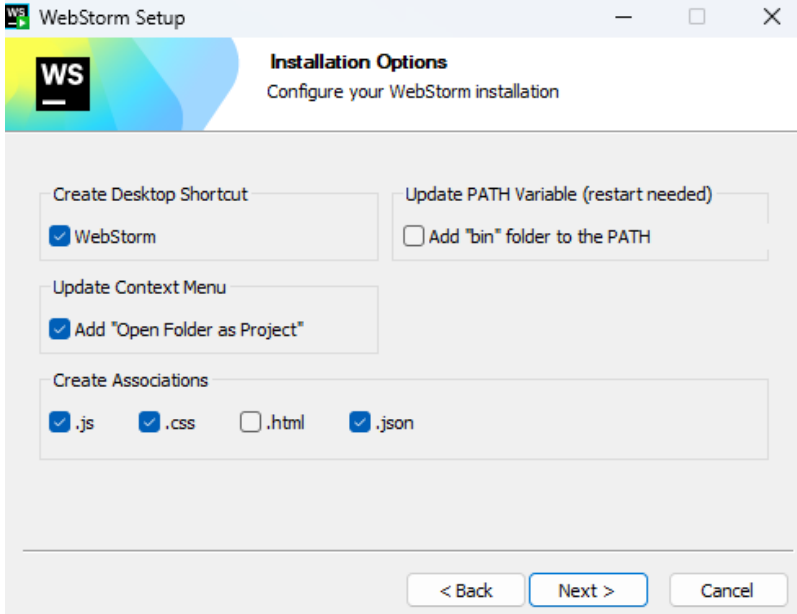 WS WebStorm Setup
WS
Installation Options
Configure your WebStorm installation
Create Desktop Shortcut
WebStorm
Update PATH Variable (restart needed)
Add "bin" folder to the PATH
Update Context Menu
Add "Open Folder as Project"
Create Associations
.js .css .html .json
< Back Next > Cancel